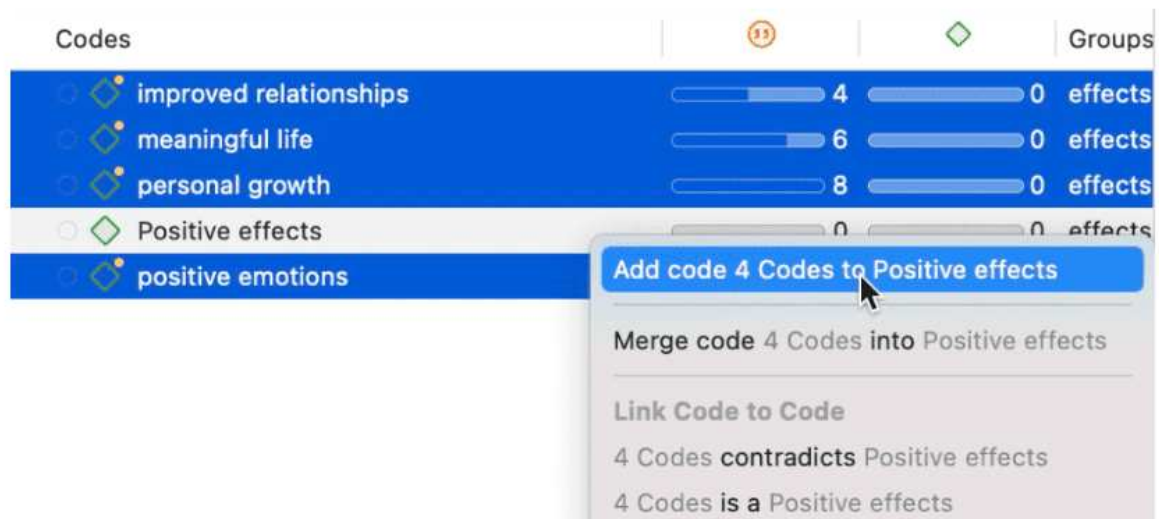 Codes Groups
improved relationships 4 0 effects
meaningful life 6 0 effects
personal growth 8 0 effects
Positive effects 0 0 effects
positive emotions
Add code 4 Codes to Positive effects
Merge code 4 Codes into Positive effects
Link Code to Code
4 Codes contradicts Positive effects
4 Codes is a Positive effects